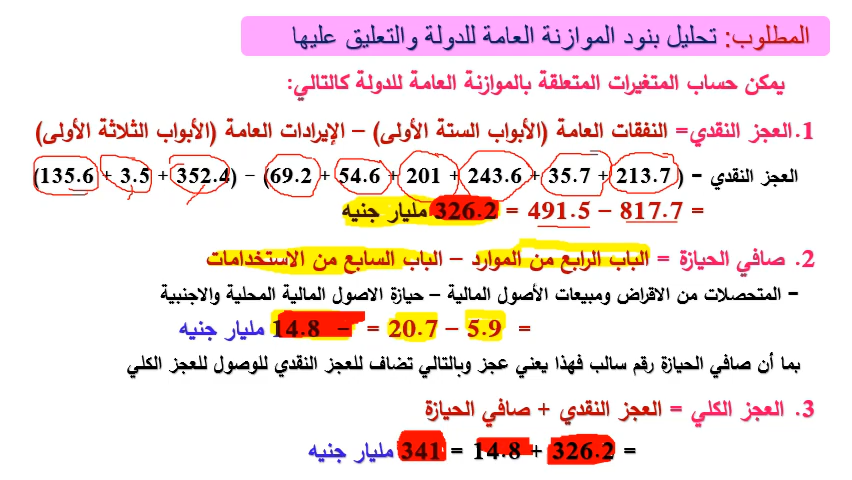 المطلوب: تحليل بنود الموازنة العامة للدولة والتعليق عليها
يمكن حساب المتغيرات المتعلقة بالموازنة العامة للدولة كالتالي:
1. العجز النقدي= النفقات العامة (الأبواب الستة الأولى) – الإيرادات العامة (الأبواب الثلاثة الأولى)
العجز النقدي – ( 213.7 + 35.7 + 243.6 + 201 + 54.6 + 69.2) – (352.4 + 3.5 + 135.6)
= 817.7 – 491.5 = 326.2 مليار جنيه
2. صافي الحيازة = الباب الرابع من الموارد – الباب السابع من الاستخدامات
– المتحصلات من الاقراض ومبيعات الأصول المالية – حيازة الاصول المالية المحلية والاجنبية
= 5.9 – 20.7 = – 14.8 مليار جنيه
بما أن صافي الحيازة رقم سالب فهذا يعني عجز وبالتالي تضاف للعجز النقدي للوصول للعجز الكلي
3. العجز الكلي = العجز النقدي + صافي الحيازة
= 326.2 + 14.8 = 341 مليار جنيه